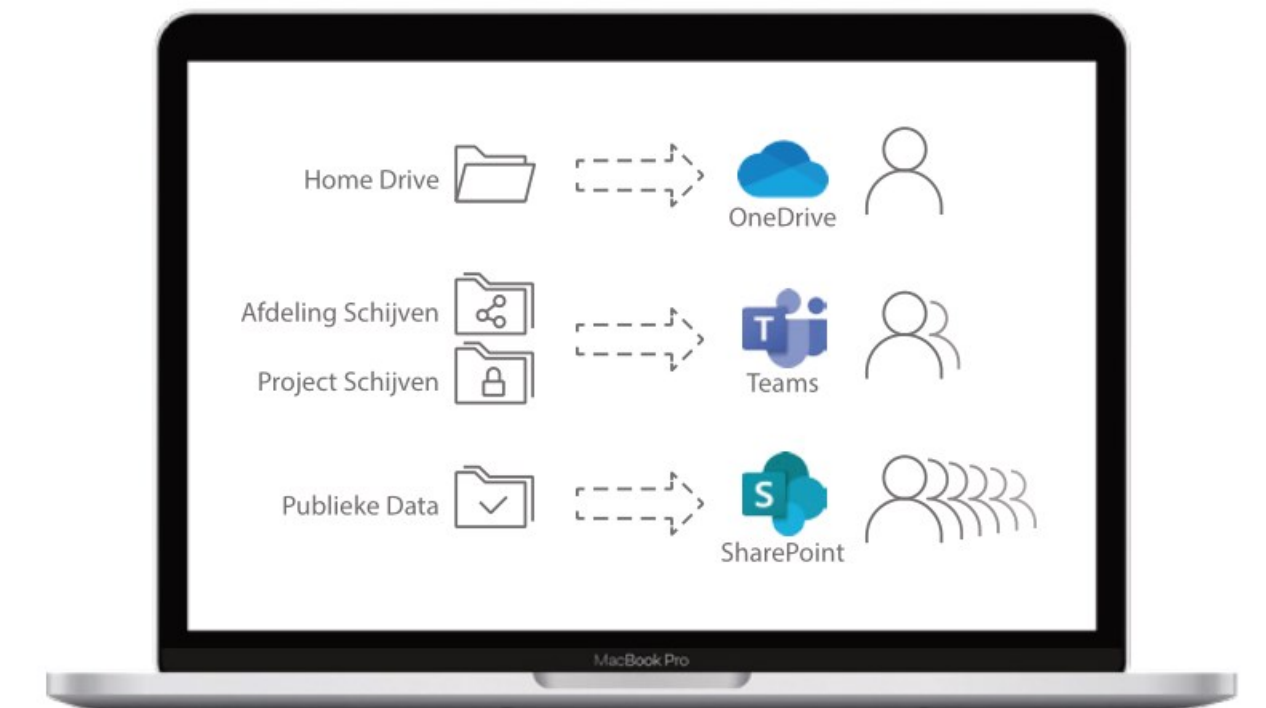 Home Drive
OneDrive
Afdeling Schijven
T
Project Schijven
Teams
Publieke Data
S
SharePoint
MacBook Pro